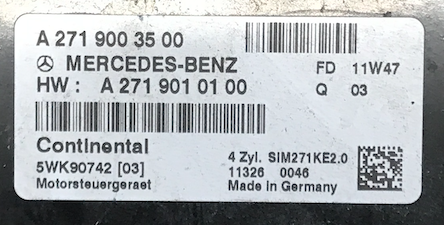 A 271 900 35 00
MERCEDES-BENZ FD 11W47
HW : A 271 901 01 00 Q 03
Continental
5WK90742 [03] 4 Zyl. SIM271KE2.0
11326 0046
Motorsteuergeraet Made in Germany